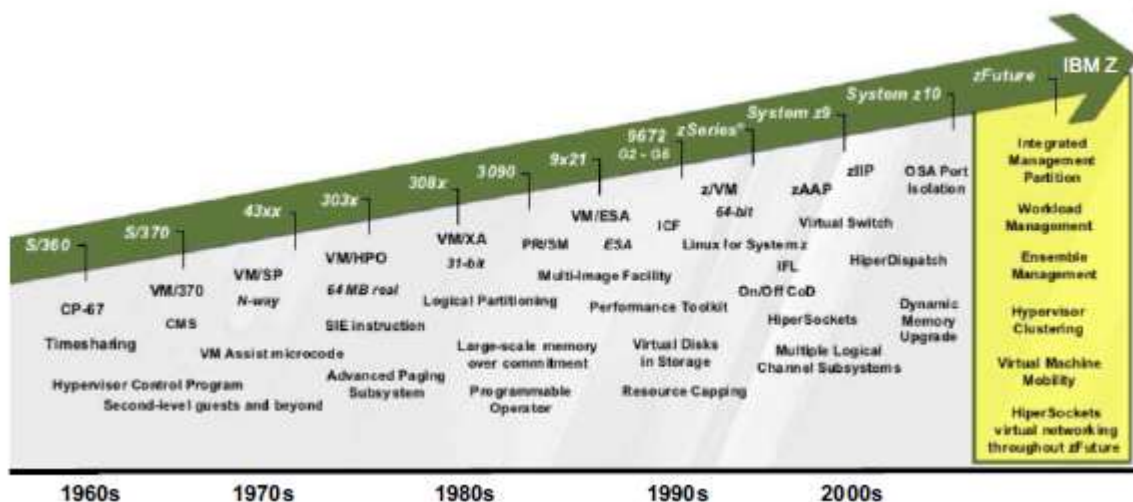 IBM Z
zFuture
System z10
System z9
zSeries®
9672
G2 - G6
9x21
3090
308x
303x
43xx
S/370
S/360
CP-67
Timesharing
Hypervisor Control Program
VM/370
CMS
VM Assist microcode
Second-level guests and beyond
VM/SP
N-way
VM/HPO
64 MB real
SIE instruction
Advanced Paging
Subsystem
VM/XA
31-bit
Logical Partitioning
Large-scale memory
over commitment
Programmable
Operator
PR/SM
Multi-Image Facility
VM/ESA
ESA
Performance Toolkit
Virtual Disks
in Storage
Resource Capping
ICF
z/VM
64-bit
Linux for System z
IFL
On/Off CoD
HiperSockets
Multiple Logical
Channel Subsystems
zAAP
zIIP
Virtual Switch
HiperDispatch
Dynamic
Memory
Upgrade
OSA Port
Isolation
Integrated
Management
Partition
Workload
Management
Ensemble
Management
Hypervisor
Clustering
Virtual Machine
Mobility
HiperSockets
virtual networking
throughout zFuture
1960s
1970s
1980s
1990s
2000s